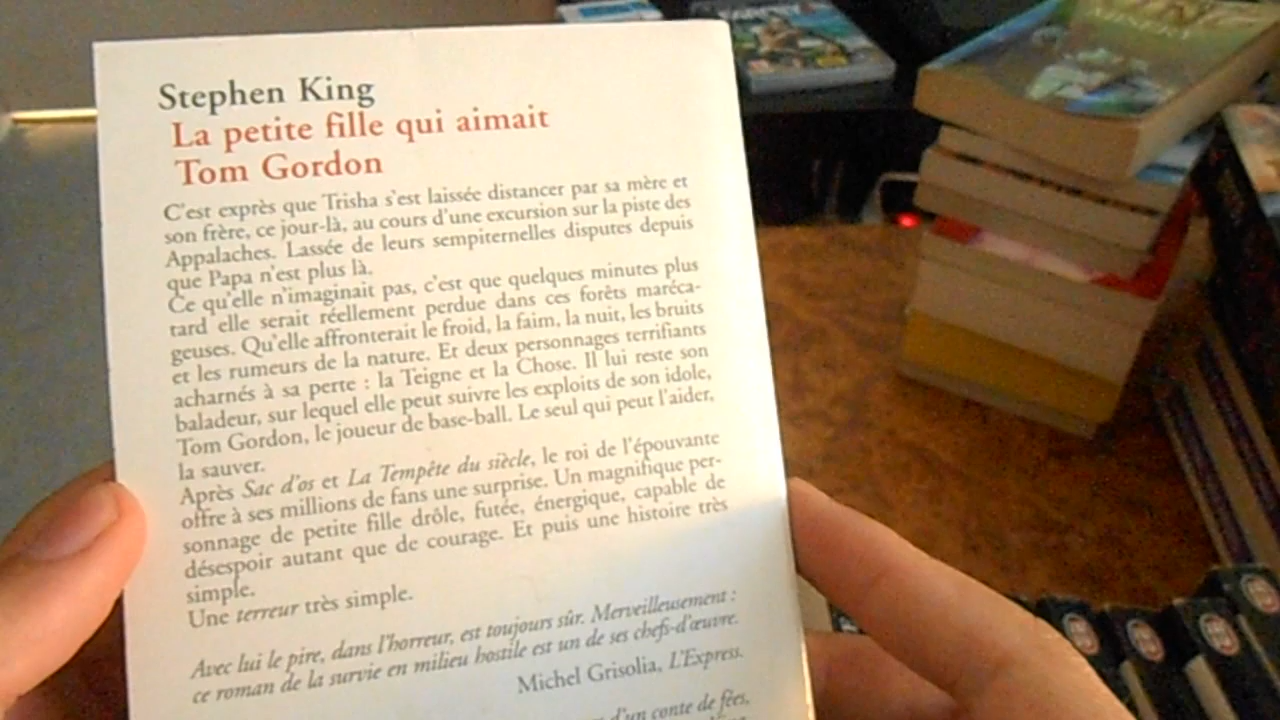 Stephen King
La petite fille qui aimait
Tom Gordon
C'est exprès que Trisha s'est laissée distancer par sa mère et
son frère, ce jour-là, au cours d'une excursion sur la piste des
Appalaches. Lassée de leurs sempiternelles disputes depuis
que Papa n'est plus là.
Ce qu'elle n'imaginait pas, c'est que quelques minutes plus
tard elle serait réellement perdue dans ces forêts maréca-
geuses. Qu'elle affronterait le froid, la faim, la nuit, les bruits
et les rumeurs de la nature. Et deux personnages terrifiants
acharnés à sa perte : la Teigne et la Chose. Il lui reste son
baladeur, sur lequel elle peut suivre les exploits de son idole,
Tom Gordon, le joueur de base-ball. Le seul qui peut l'aider,
la sauver.
Après Sac d'os et La Tempête du siècle, le roi de l'épouvante
offre à ses millions de fans une surprise. Un magnifique per-
sonnage de petite fille drôle, futée, énergique, capable de
désespoir autant que de courage. Et puis une histoire très
simple.
Une terreur très simple.
Avec lui le pire, dans l'horreur, est toujours sûr. Merveilleusement :
ce roman de la survie en milieu hostile est un de ses chefs-d'œuvre.
Michel Grisolia, L'Express.
d'un conte de fées,